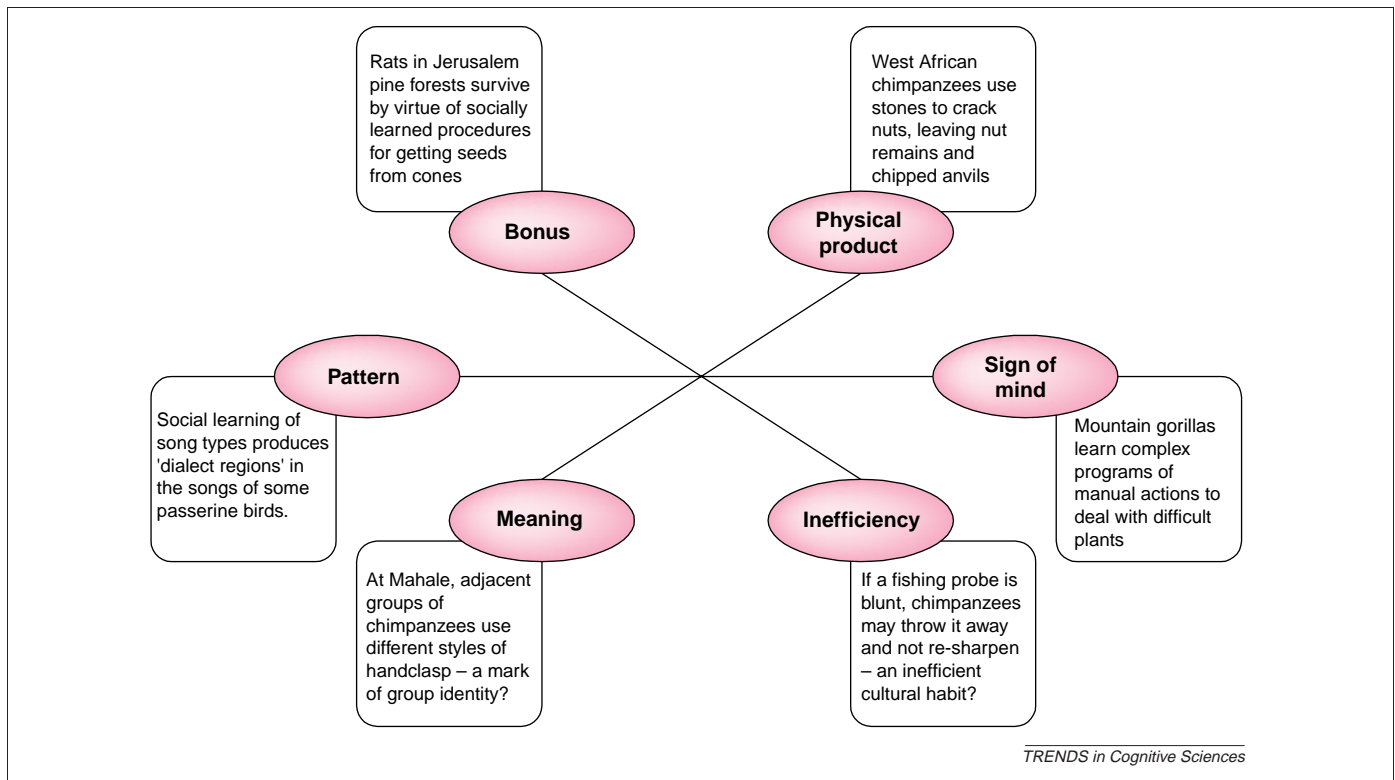 Rats in Jerusalem
pine forests survive
by virtue of socially
learned procedures
for getting seeds
from cones
Bonus
West African
chimpanzees use
stones to crack
nuts, leaving nut
remains and
chipped anvils
Physical
product
Pattern
Social learning of
song types produces
'dialect regions' in
the songs of some
passerine birds.
Sign of
mind
Mountain gorillas
learn complex
programs of
manual actions to
deal with difficult
plants
Meaning
At Mahale, adjacent
groups of
chimpanzees use
different styles of
handclasp – a mark
of group identity?
Inefficiency
If a fishing probe is
blunt, chimpanzees
may throw it away
and not re-sharpen
– an inefficient
cultural habit?
TRENDS in Cognitive Sciences